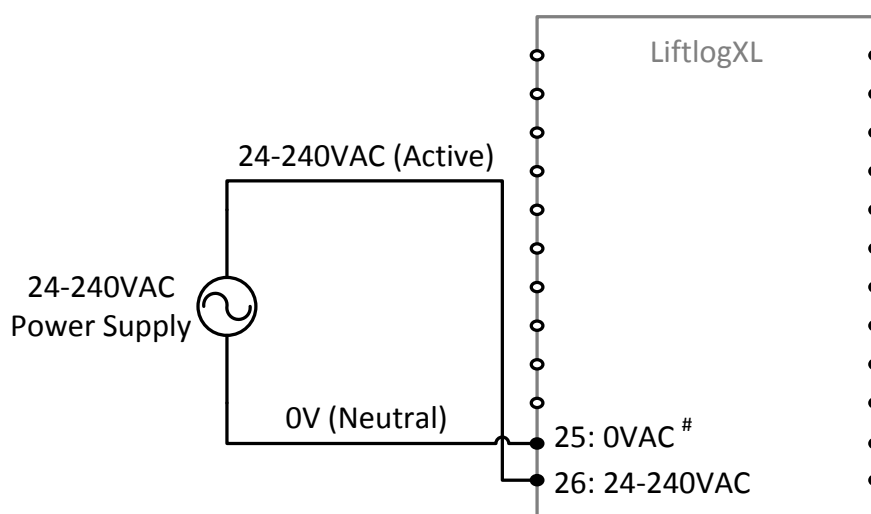 LiftlogXL
24-240VAC (Active)
24-240VAC
Power Supply
0V (Neutral)
25: 0VAC #
26: 24-240VAC